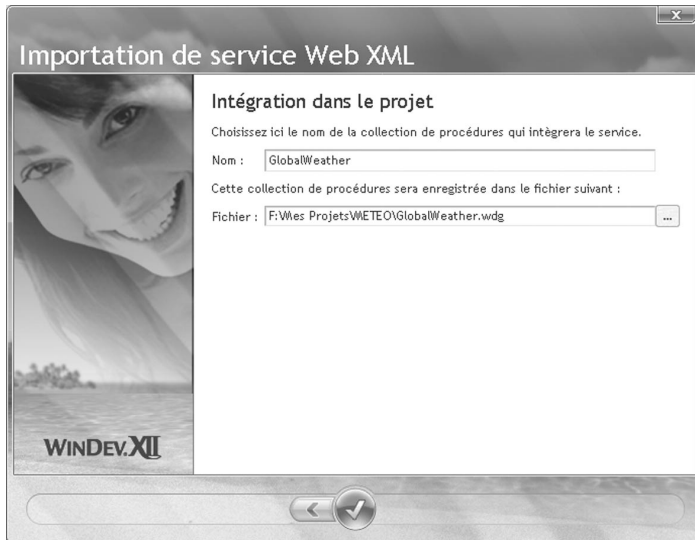 Importation de service Web XML
Intégration dans le projet
Choisissez ici le nom de la collection de procédures qui intègrera le service.
Nom : GlobalWeather
Cette collection de procédures sera enregistrée dans le fichier suivant :
Fichier : F:\Mes Projets\METEO\GlobalWeather.wdg ...
WINDEV.XII